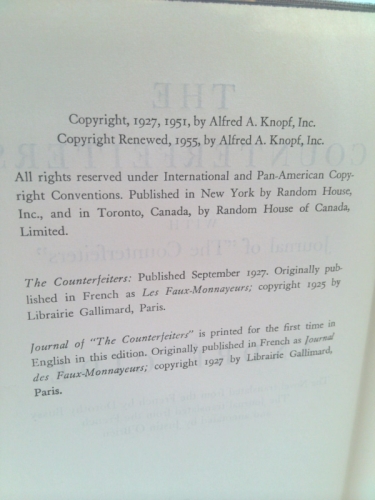 Copyright, 1927, 1951, by Alfred A. Knopf, Inc.
Copyright Renewed, 1955, by Alfred A. Knopf, Inc.
All rights reserved under International and Pan-American Copy-
right Conventions. Published in New York by Random House,
Inc., and in Toronto, Canada, by Random House of Canada,
Limited.
The Counterfeiters: Published September 1927. Originally pub-
lished in French as Les Faux-Monnayeurs; copyright 1925 by
Librairie Gallimard, Paris.
Journal of "The Counterfeiters" is printed for the first time in
English in this edition. Originally published in French as Journal
des Faux-Monnayeurs; copyright 1927 by Librairie Gallimard,
Paris.